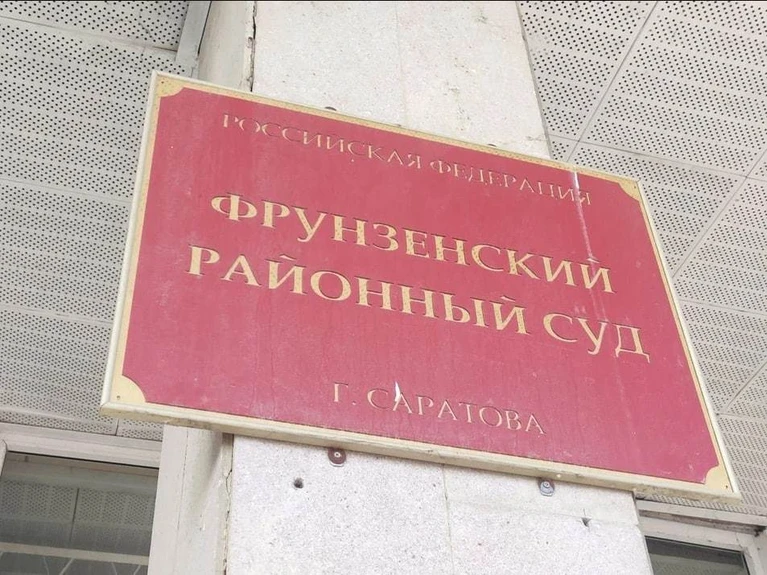 РОССИЙСКАЯ ФЕДЕРАЦИЯ
ФРУНЗЕНСКИЙ
РАЙОННЫЙ СУД
Г. САРАТОВА